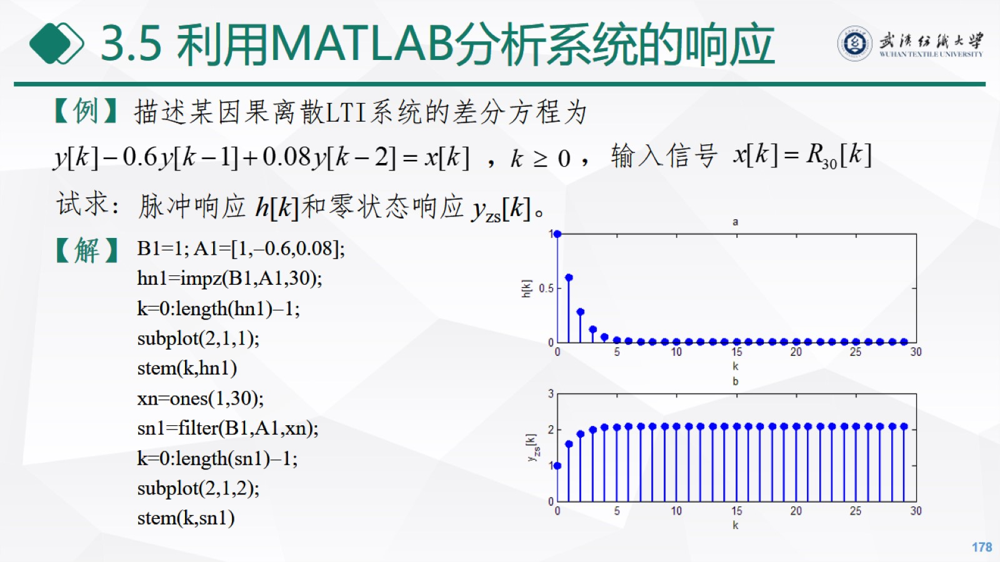 3.5 利用MATLAB分析系统的响应
武汉纺织大学
WUHAN TEXTILE UNIVERSITY
【例】描述某因果离散LTI系统的差分方程为
y[k]−0.6y[k−1]+0.08y[k−2]=x[k] ，k ≥ 0 ，输入信号 x[k]=R₃₀[k]
试求：脉冲响应 h[k]和零状态响应 y_zs[k]。
【解】 B1=1; A1=[1,–0.6,0.08];
hn1=impz(B1,A1,30);
k=0:length(hn1)–1;
subplot(2,1,1);
stem(k,hn1)
xn=ones(1,30);
sn1=filter(B1,A1,xn);
k=0:length(sn1)–1;
subplot(2,1,2);
stem(k,sn1)
a
1
0.5
0
h[k]
0 5 10 15 20 25 30
k
b
3
2
1
0
y_zs[k]
0 5 10 15 20 25 30
k
178